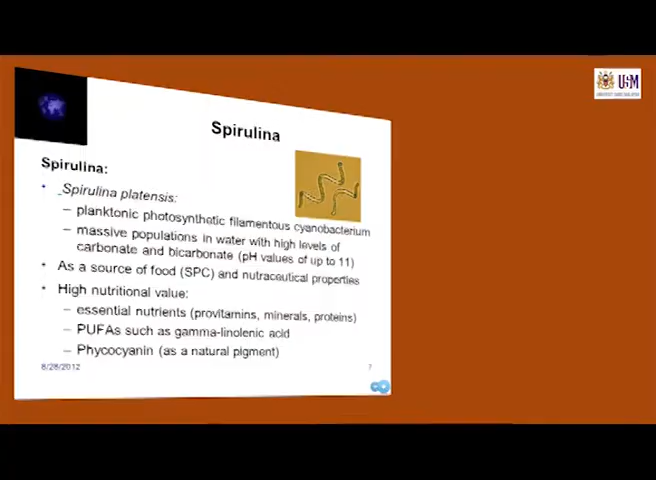 USM
Spirulina
Spirulina:
• Spirulina platensis:
– planktonic photosynthetic filamentous cyanobacterium
– massive populations in water with high levels of
carbonate and bicarbonate (pH values of up to 11)
• As a source of food (SPC) and nutraceutical properties
• High nutritional value:
– essential nutrients (provitamins, minerals, proteins)
– PUFAs such as gamma-linolenic acid
– Phycocyanin (as a natural pigment)
8/28/2012
7